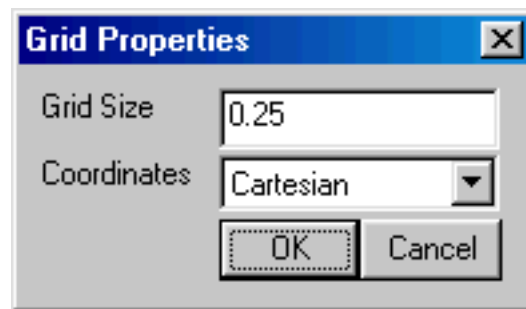 Grid Properties
Grid Size 0.25
Coordinates Cartesian
OK Cancel